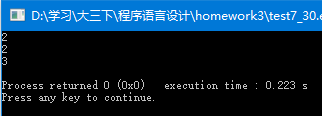 D:\学习\大三下\程序语言设计\homework3\test7_30.e
2
2
3
Process returned 0 (0x0)   execution time : 0.223 s
Press any key to continue.